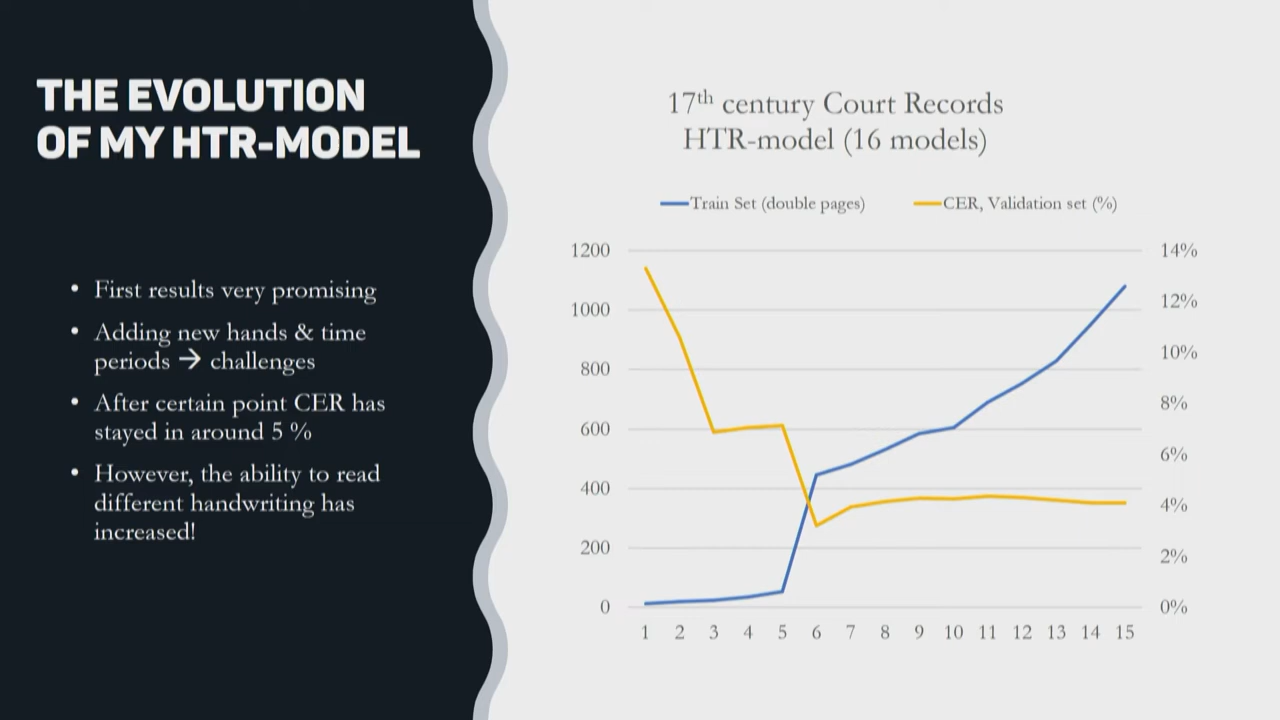 THE EVOLUTION
OF MY HTR-MODEL
• First results very promising
• Adding new hands & time
periods → challenges
• After certain point CER has
stayed in around 5 %
• However, the ability to read
different handwriting has
increased!
17th century Court Records
HTR-model (16 models)
Train Set (double pages) CER, Validation set (%)
1200 14%
1000 12%
800 10%
600 8%
400 6%
200 4%
0 2%
0%
1 2 3 4 5 6 7 8 9 10 11 12 13 14 15